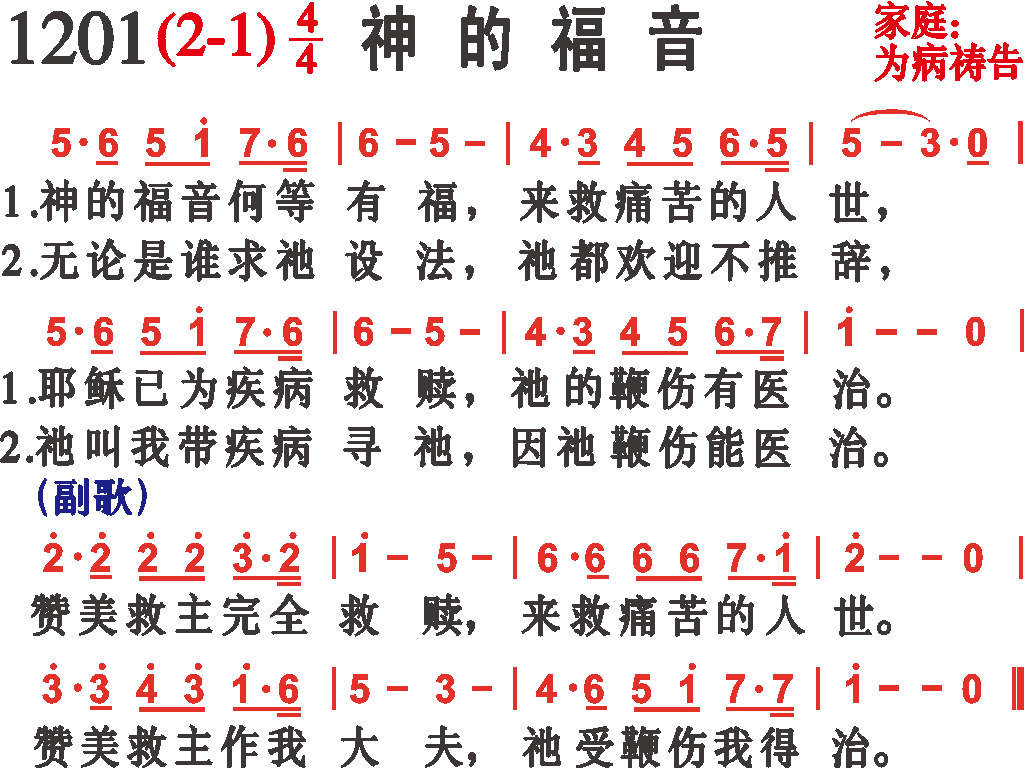 1201(2-1) 4/4 神的福音 家庭:
为病祷告
5·6 5 i 7·6 | 6 – 5 – | 4·3 4 5 6·5 | 5 – 3·0 |
1.神的福音何等有福，来救痛苦的人世，
2.无论是谁求祂设法，祂都欢迎不推辞，
5·6 5 i 7·6 | 6 – 5 – | 4·3 4 5 6·7 | i – – 0 |
1.耶稣已为疾病救赎，祂的鞭伤有医治。
2.祂叫我带疾病寻祂，因祂鞭伤能医治。
(副歌)
2̇·2̇ 2̇ 2̇ 3̇·2̇ | i – 5 – | 6·6 6 6 7·i | 2̇ – – 0 |
赞美救主完全救赎，来救痛苦的人世。
3̇·3̇ 4̇ 3̇ i·6 | 5 – 3 – | 4·6 5 i 7·7 | i – – 0 ‖
赞美救主作我大夫，祂受鞭伤我得治。